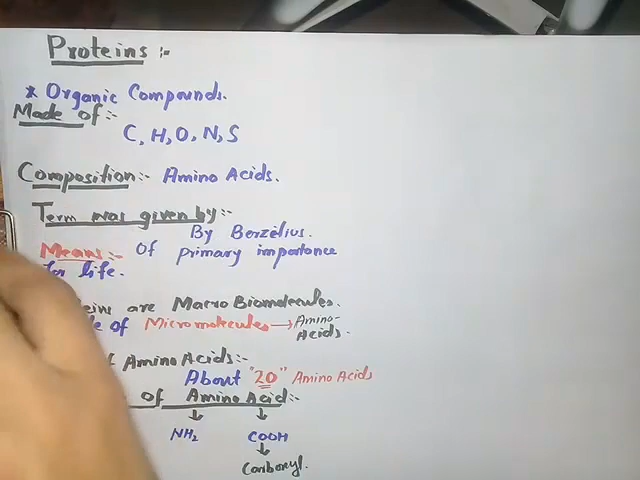 Proteins :-
* Organic Compounds.
Made of :-
C, H, O, N, S
Composition:- Amino Acids.
Term was given by:-
By Berzelius.
Means:- Of primary importance
life.
are Macro Biomolecules.
of Micromolecules → Amino-
Acids.
Amino Acids:-
About "20" Amino Acids
of Amino Acid:-
NH2 COOH
Carboxyl.